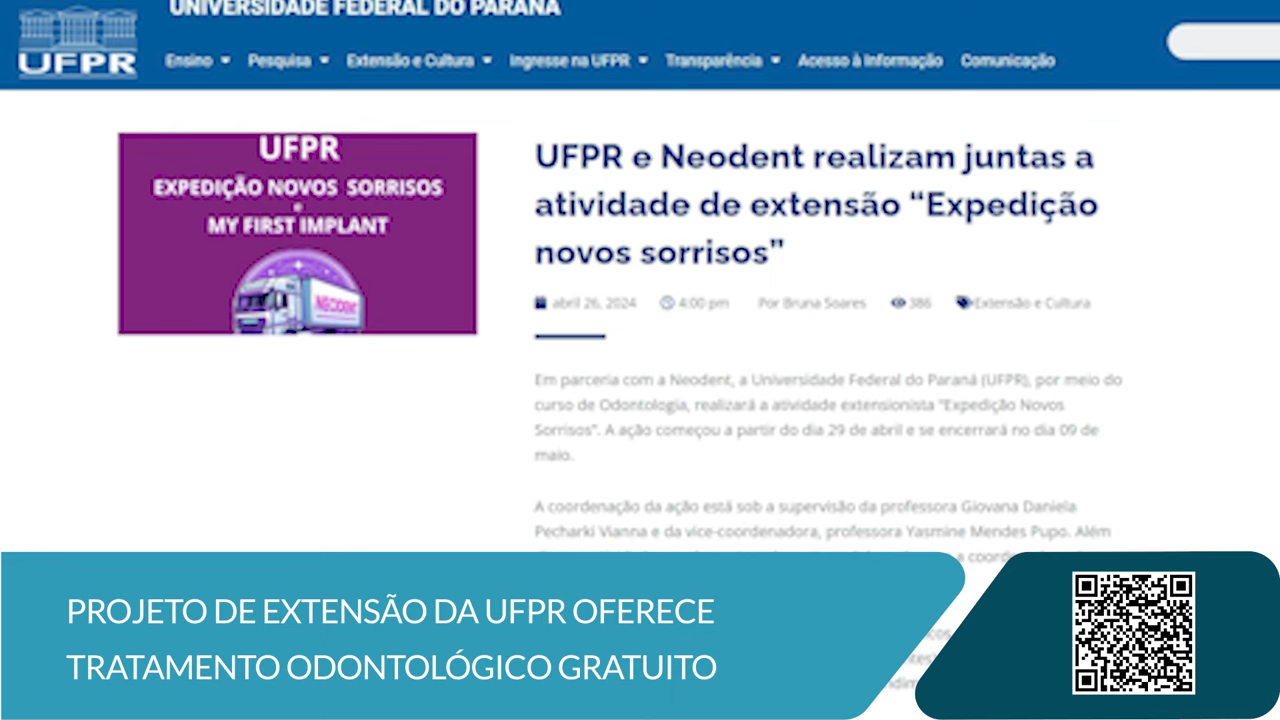 UNIVERSIDADE FEDERAL DO PARANÁ
UFPR
Ensino Pesquisa Extensão e Cultura Ingresse na UFPR Transparência Acesso à Informação Comunicação
UFPR
EXPEDIÇÃO NOVOS SORRISOS
e
MY FIRST IMPLANT
NEODENT
UFPR e Neodent realizam juntas a
atividade de extensão “Expedição
novos sorrisos”
abril 26, 2024 4:00 pm Por Bruna Soares 386 Extensão e Cultura
Em parceria com a Neodent, a Universidade Federal do Paraná (UFPR), por meio do
curso de Odontologia, realizará a atividade extensionista “Expedição Novos
Sorrisos”. A ação começou a partir do dia 29 de abril e se encerrará no dia 09 de
maio.
A coordenação da ação está sob a supervisão da professora Giovana Daniela
Pecharki Vianna e da vice-coordenadora, professora Yasmine Mendes Pupo. Além
PROJETO DE EXTENSÃO DA UFPR OFERECE
TRATAMENTO ODONTOLÓGICO GRATUITO